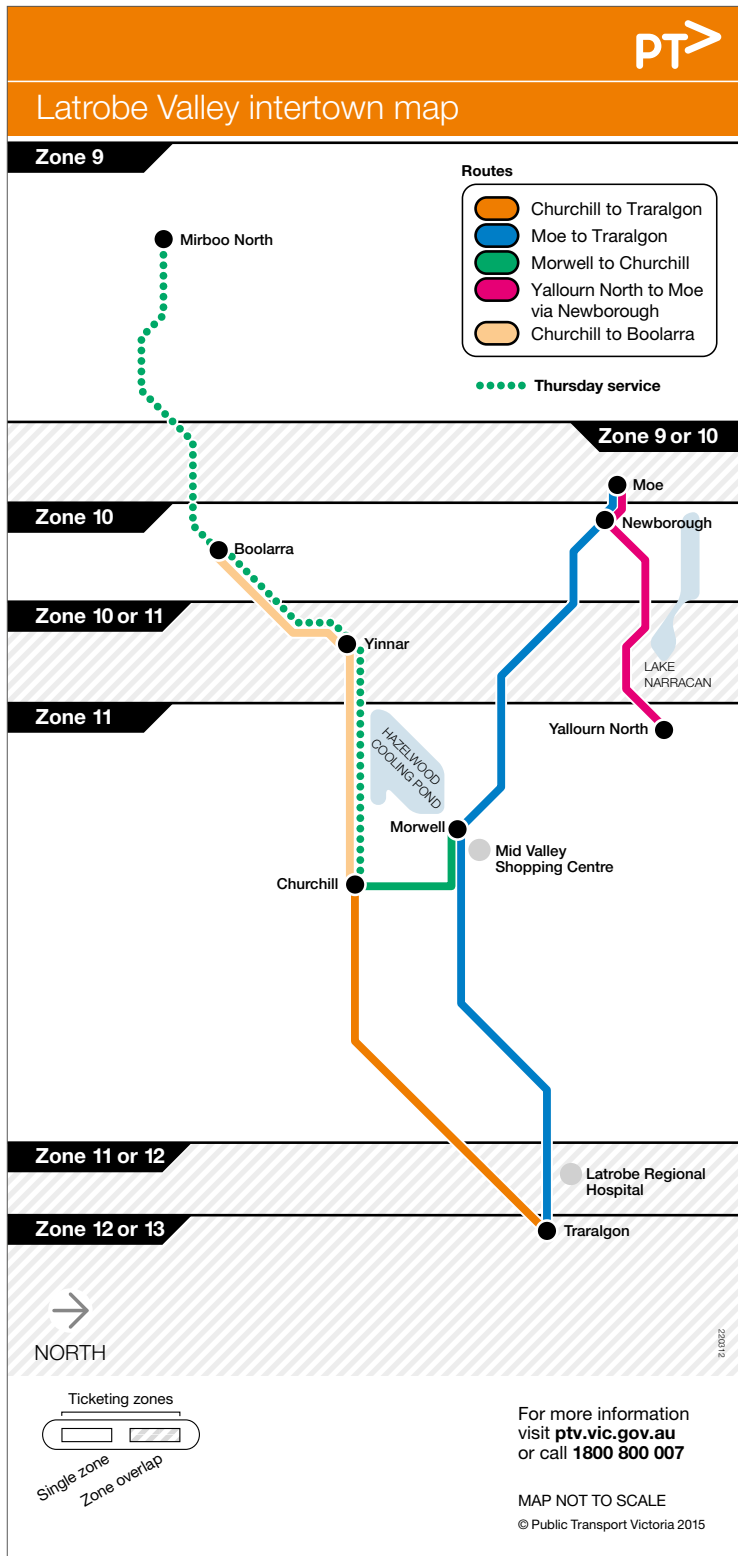 PT>
Latrobe Valley intertown map
Zone 9
Routes
Churchill to Traralgon
Moe to Traralgon
Morwell to Churchill
Yallourn North to Moe
via Newborough
Churchill to Boolarra
Thursday service
Mirboo North
Zone 9 or 10
Moe
Zone 10
Newborough
Boolarra
Zone 10 or 11
Yinnar
LAKE
NARRACAN
Zone 11
Yallourn North
HAZELWOOD
COOLING POND
Morwell
Mid Valley
Shopping Centre
Churchill
Zone 11 or 12
Latrobe Regional
Hospital
Zone 12 or 13
Traralgon
NORTH
220312
Ticketing zones
Single zone
Zone overlap
For more information
visit ptv.vic.gov.au
or call 1800 800 007
MAP NOT TO SCALE
© Public Transport Victoria 2015